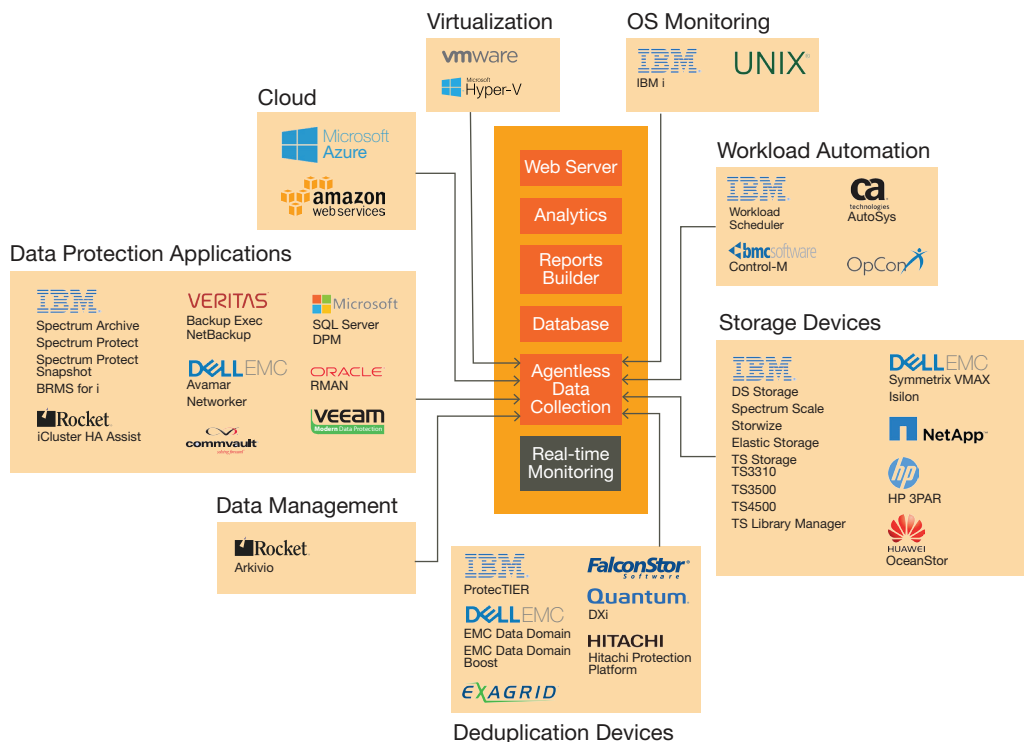 Virtualization
vmware
Microsoft
Hyper-V
OS Monitoring
IBM
IBM i
UNIX
Cloud
Microsoft
Azure
amazon
web services
Web Server
Analytics
Reports
Builder
Database
Agentless
Data
Collection
Real-time
Monitoring
Workload Automation
IBM
Workload
Scheduler
ca
technologies
AutoSys
bmcsoftware
Control-M
OpCon
Data Protection Applications
IBM
Spectrum Archive
Spectrum Protect
Spectrum Protect
Snapshot
BRMS for i
Rocket
iCluster HA Assist
VERITAS
Backup Exec
NetBackup
DELLEMC
Avamar
Networker
commvault
Microsoft
SQL Server
DPM
ORACLE
RMAN
veeam
Modern Data Protection
Storage Devices
IBM
DS Storage
Spectrum Scale
Storwize
Elastic Storage
TS Storage
TS3310
TS3500
TS4500
TS Library Manager
DELLEMC
Symmetrix VMAX
Isilon
NetApp
hp
HP 3PAR
HUAWEI
OceanStor
Data Management
Rocket
Arkivio
IBM
ProtecTIER
DELLEMC
EMC Data Domain
EMC Data Domain
Boost
EXAGRID
FalconStor
Software
Quantum
DXi
HITACHI
Hitachi Protection
Platform
Deduplication Devices